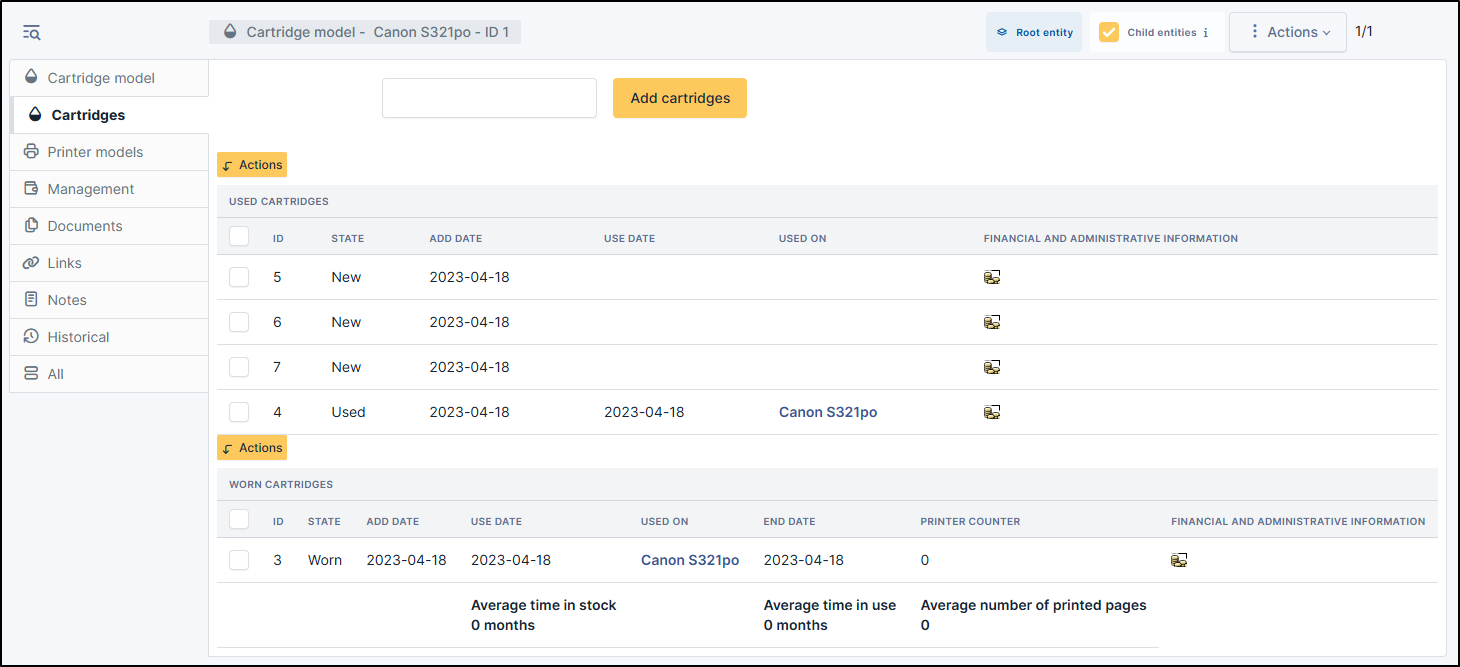 Cartridge model - Canon S321po - ID 1
Root entity
Child entities i
Actions
1/1
Cartridge model
Cartridges
Printer models
Management
Documents
Links
Notes
Historical
All
Add cartridges
Actions
USED CARTRIDGES
ID STATE ADD DATE USE DATE USED ON FINANCIAL AND ADMINISTRATIVE INFORMATION
5 New 2023-04-18
6 New 2023-04-18
7 New 2023-04-18
4 Used 2023-04-18 2023-04-18 Canon S321po
Actions
WORN CARTRIDGES
ID STATE ADD DATE USE DATE USED ON END DATE PRINTER COUNTER FINANCIAL AND ADMINISTRATIVE INFORMATION
3 Worn 2023-04-18 2023-04-18 Canon S321po 2023-04-18 0
Average time in stock Average time in use Average number of printed pages
0 months 0 months 0